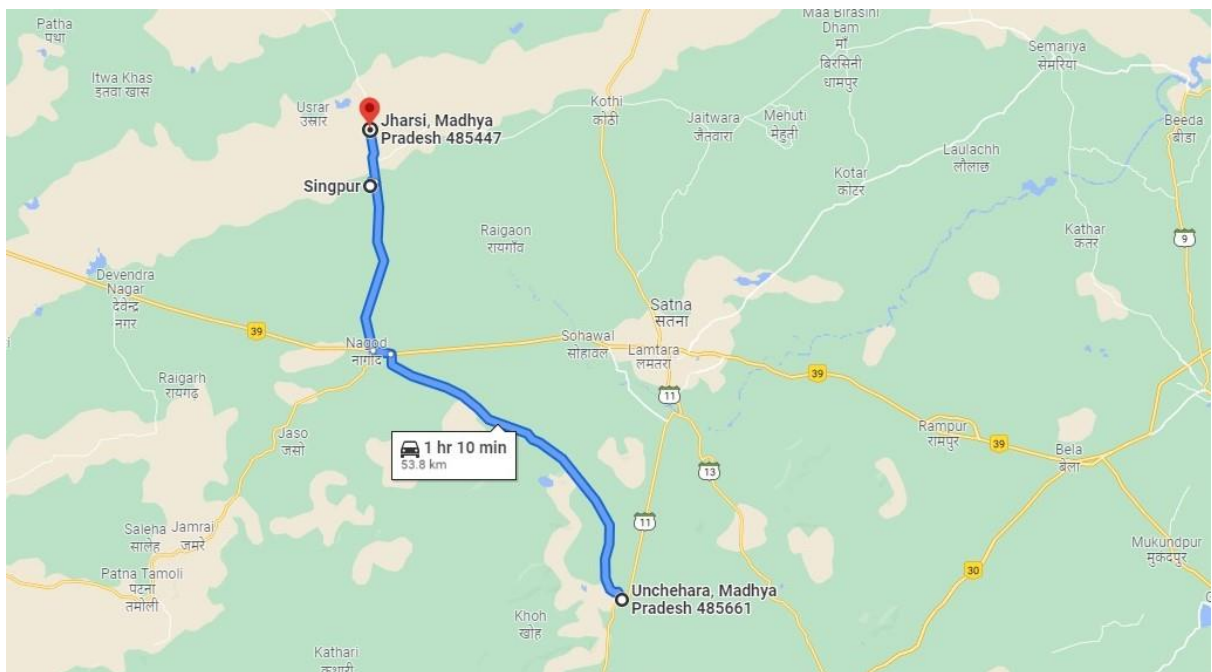 Patha
पथा
Maa Birasini
Dham
माँ
बिरसिनी
धामपुर
Semariya
सेमरिया
Itwa Khas
इतवा खास
Usrar
उस्रार
Jharsi, Madhya
Pradesh 485447
Kothi
कोठी
Jaitwara
जैतवारा
Mehuti
मेहुती
Beeda
बीडा
Laulachh
लौलाछ
Kotar
कोटर
Singpur
Raigaon
रायगाँव
Kathar
कतर
9
Devendra
Nagar
देवेन्द्र
नगर
Satna
सतना
39
Nagod
नागोद
Sohawal
सोहावल
Lamtara
लमतरा
39
Raigarh
रायगढ़
11
Jaso
जसो
Rampur
रामपुर
39
Bela
बेला
1 hr 10 min
53.8 km
13
11
Saleha
सालेह
Jamrai
जमरे
Mukundpur
मुकुंदपुर
Patna Tamoli
पटना
तमोली
30
Unchehara, Madhya
Pradesh 485661
Khoh
खोह
Kathari